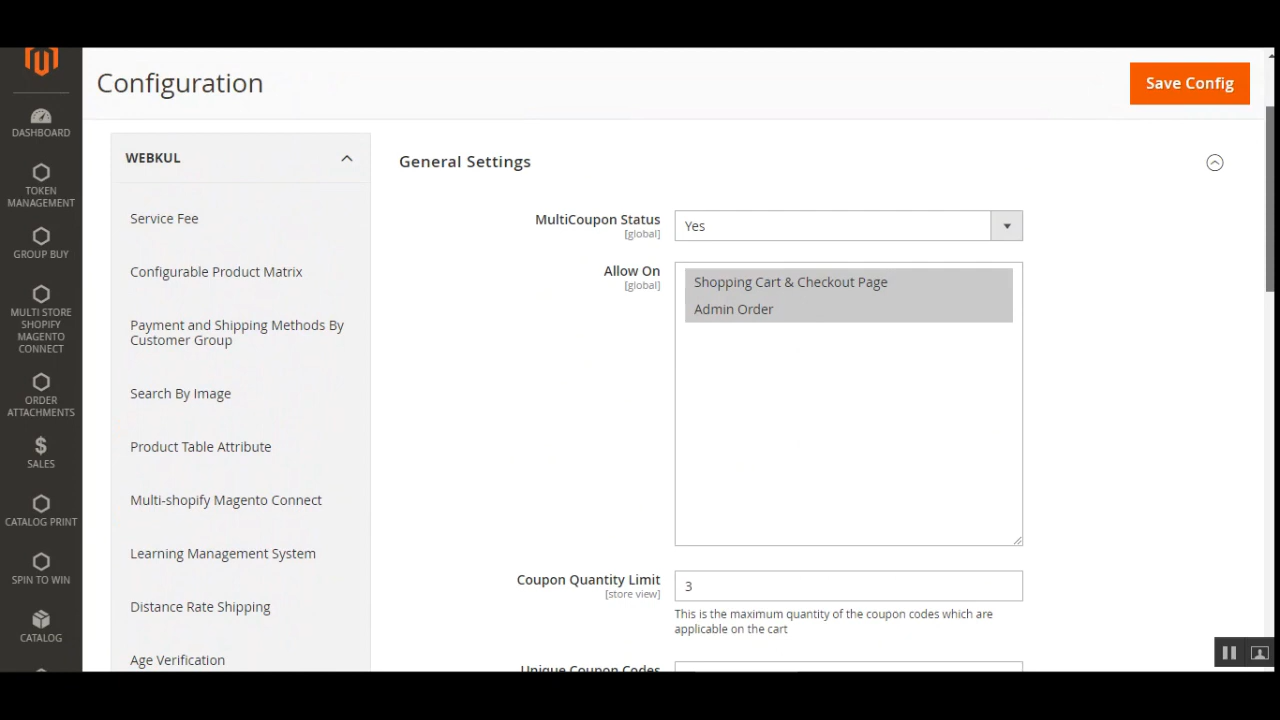 Configuration
Save Config
DASHBOARD
TOKEN
MANAGEMENT
GROUP BUY
MULTI STORE
SHOPIFY
MAGENTO
CONNECT
ORDER
ATTACHMENTS
SALES
CATALOG PRINT
SPIN TO WIN
CATALOG
WEBKUL
Service Fee
Configurable Product Matrix
Payment and Shipping Methods By
Customer Group
Search By Image
Product Table Attribute
Multi-shopify Magento Connect
Learning Management System
Distance Rate Shipping
Age Verification
General Settings
MultiCoupon Status
[global]
Yes
Allow On
[global]
Shopping Cart & Checkout Page
Admin Order
Coupon Quantity Limit
[store view]
3
This is the maximum quantity of the coupon codes which are
applicable on the cart
Unique Coupon Codes